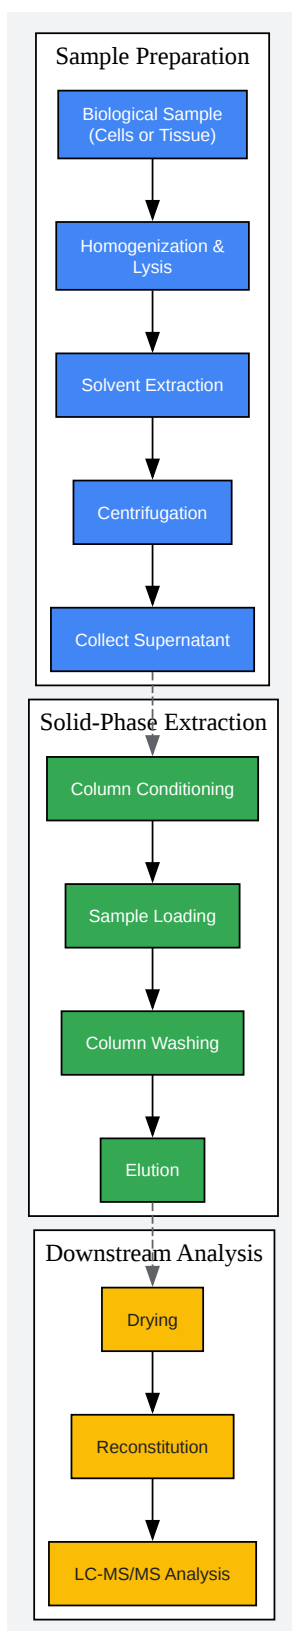 Sample Preparation
Biological Sample
(Cells or Tissue)
Homogenization &
Lysis
Solvent Extraction
Centrifugation
Collect Supernatant
Solid-Phase Extraction
Column Conditioning
Sample Loading
Column Washing
Elution
Downstream Analysis
Drying
Reconstitution
LC-MS/MS Analysis